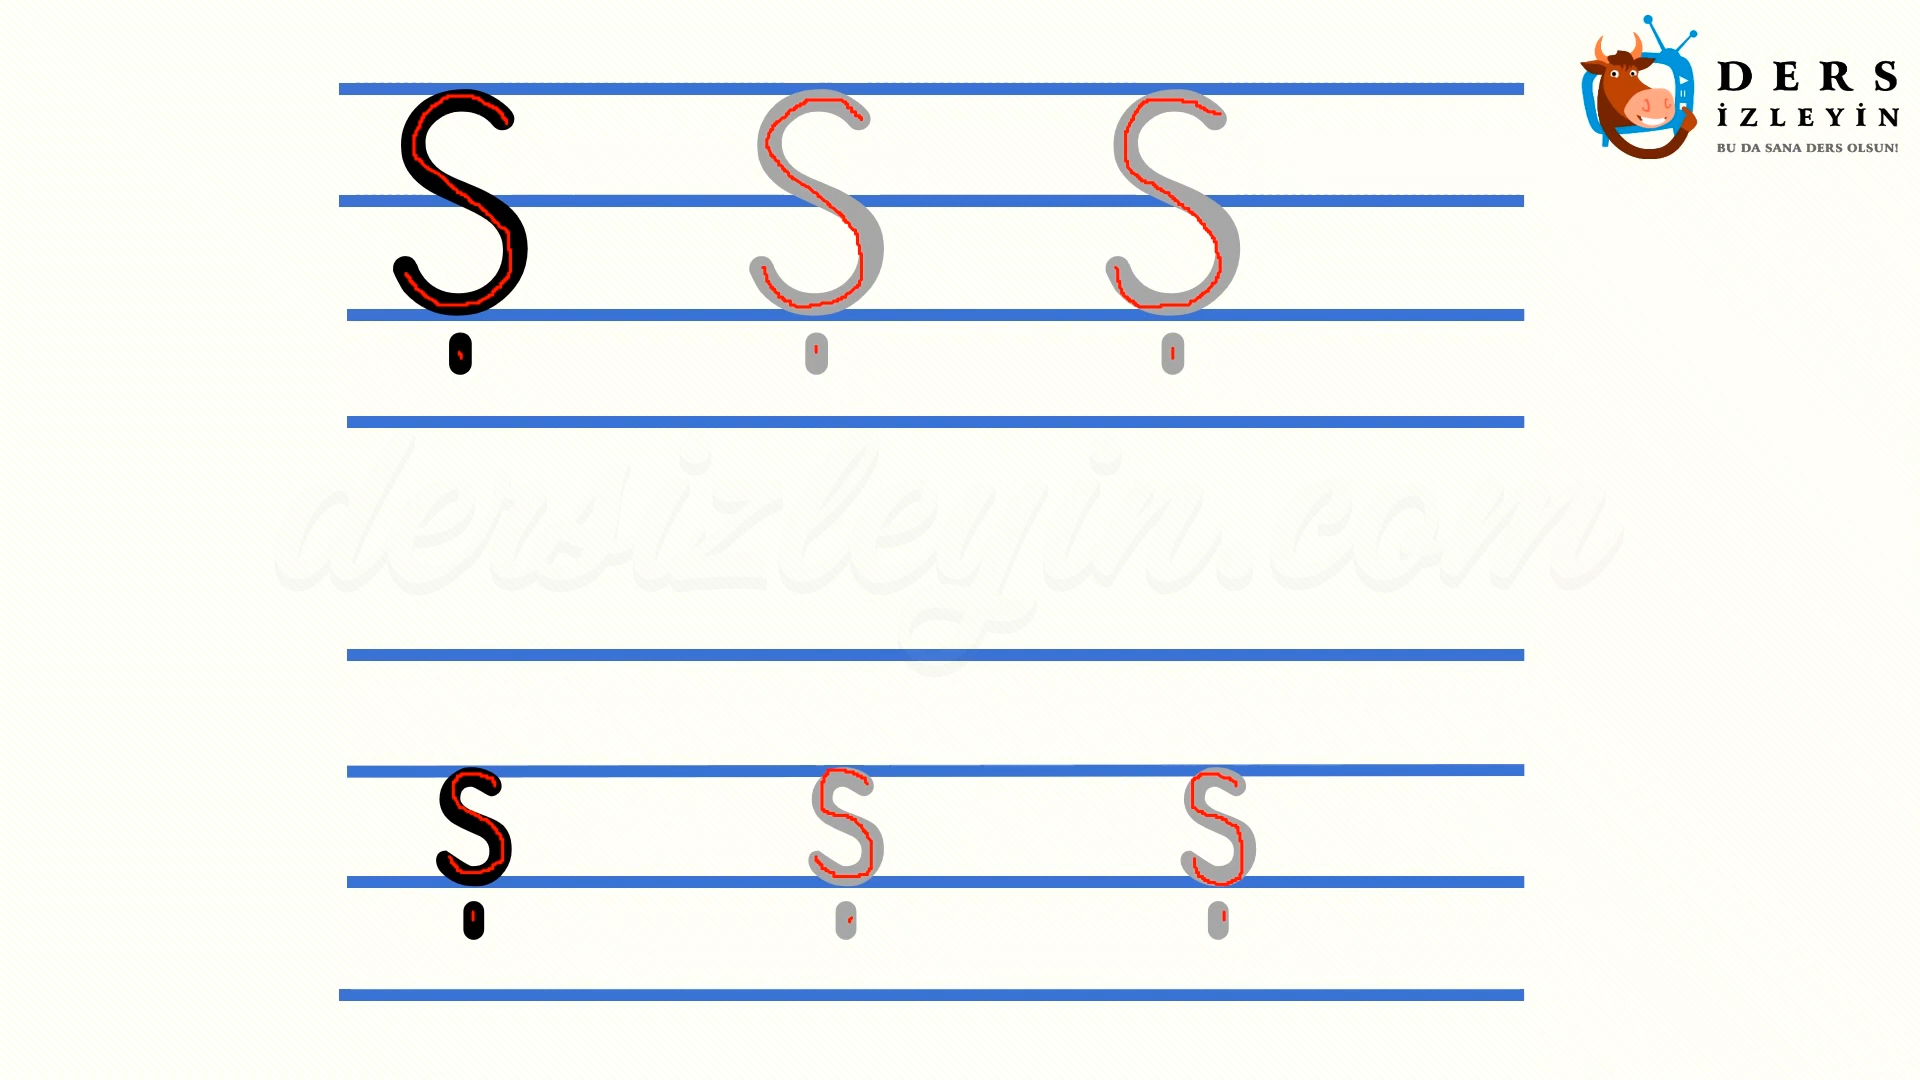 DERS
İZLEYİN
BU DA SANA DERS OLSUN!
Ş Ş Ş
dersizleyin.com
ş ş ş